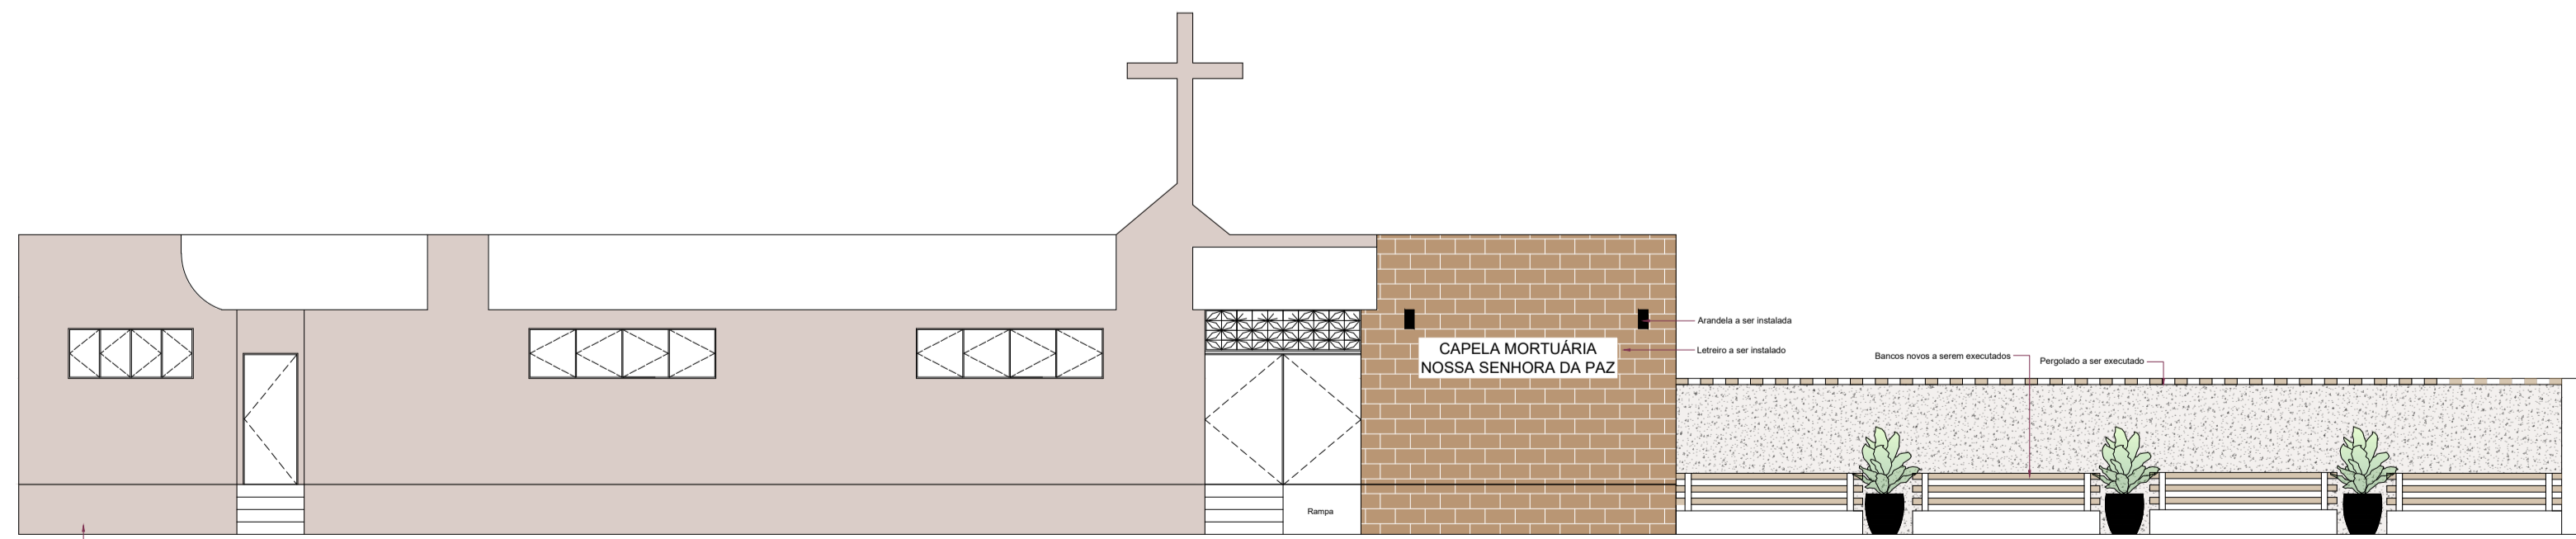 Arandela a ser instalada
CAPELA MORTUÁRIA
NOSSA SENHORA DA PAZ
Letreiro a ser instalado
Bancos novos a serem executados
Pergolado a ser executado
Rampa